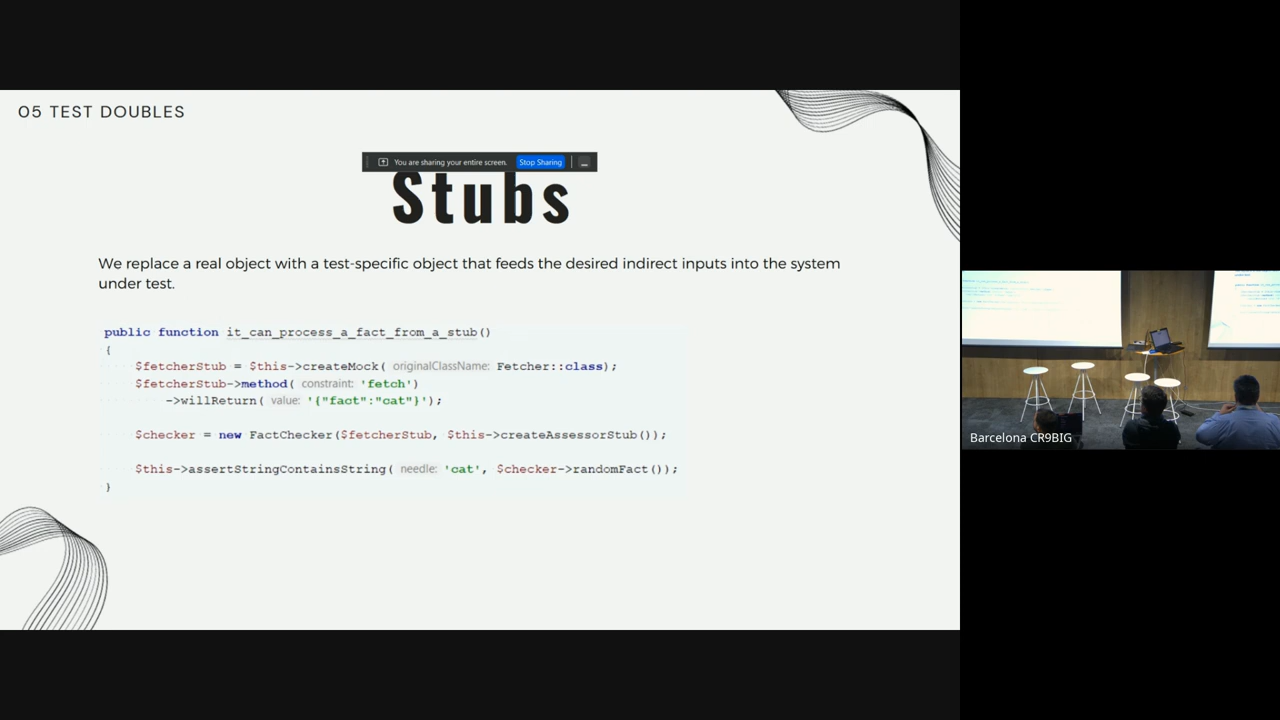 05 TEST DOUBLES
You are sharing your entire screen. Stop Sharing
Stubs
We replace a real object with a test-specific object that feeds the desired indirect inputs into the system
under test.
public function it_can_process_a_fact_from_a_stub()
{
$fetcherStub = $this->createMock( originalClassName: Fetcher::class);
$fetcherStub->method( constraint: 'fetch')
->willReturn( value: '{"fact":"cat"}');
$checker = new FactChecker($fetcherStub, $this->createAssessorStub());
$this->assertStringContainsString( needle: 'cat', $checker->randomFact());
}
Barcelona CR9BIG